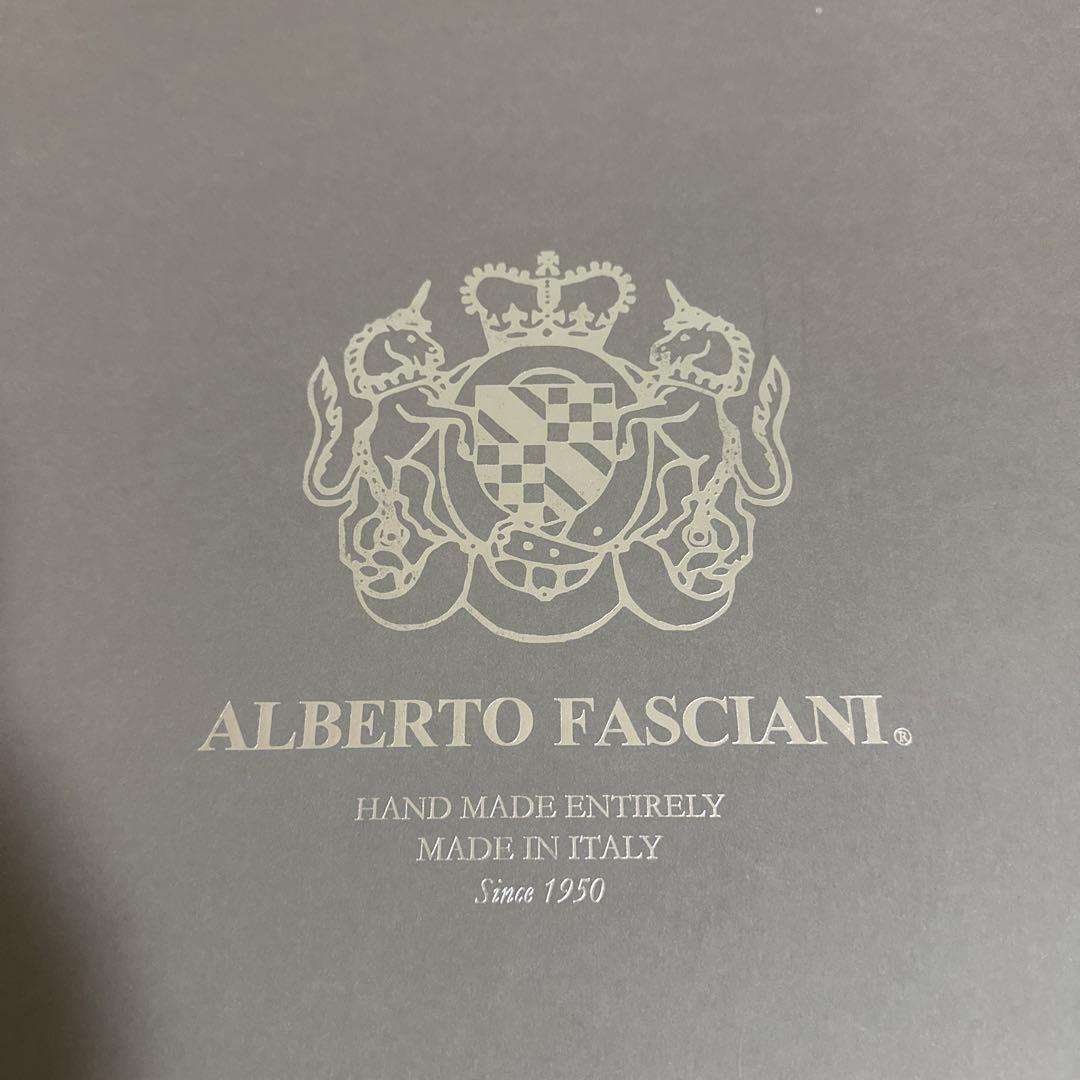 ALBERTO FASCIANI®
HAND MADE ENTIRELY
MADE IN ITALY
Since 1950